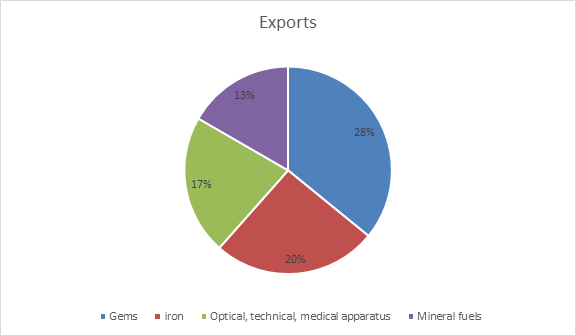 Exports
13%
28%
17%
20%
Gems iron Optical, technical, medical apparatus Mineral fuels